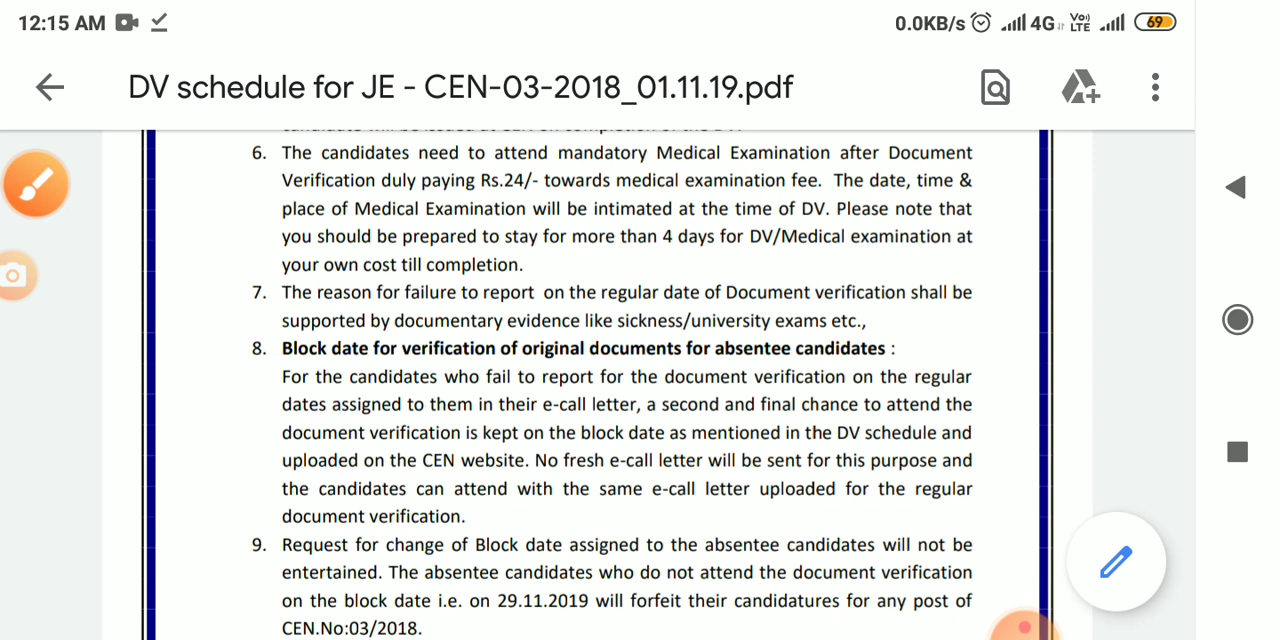 12:15 AM 0.0KB/s 4G Vo) LTE 69
DV schedule for JE - CEN-03-2018_01.11.19.pdf
6. The candidates need to attend mandatory Medical Examination after Document
Verification duly paying Rs.24/- towards medical examination fee. The date, time &
place of Medical Examination will be intimated at the time of DV. Please note that
you should be prepared to stay for more than 4 days for DV/Medical examination at
your own cost till completion.
7. The reason for failure to report on the regular date of Document verification shall be
supported by documentary evidence like sickness/university exams etc.,
8. Block date for verification of original documents for absentee candidates :
For the candidates who fail to report for the document verification on the regular
dates assigned to them in their e-call letter, a second and final chance to attend the
document verification is kept on the block date as mentioned in the DV schedule and
uploaded on the CEN website. No fresh e-call letter will be sent for this purpose and
the candidates can attend with the same e-call letter uploaded for the regular
document verification.
9. Request for change of Block date assigned to the absentee candidates will not be
entertained. The absentee candidates who do not attend the document verification
on the block date i.e. on 29.11.2019 will forfeit their candidatures for any post of
CEN.No:03/2018.